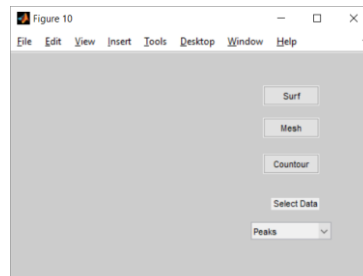 Figure 10
File Edit View Insert Tools Desktop Window Help
Surf
Mesh
Countour
Select Data
Peaks